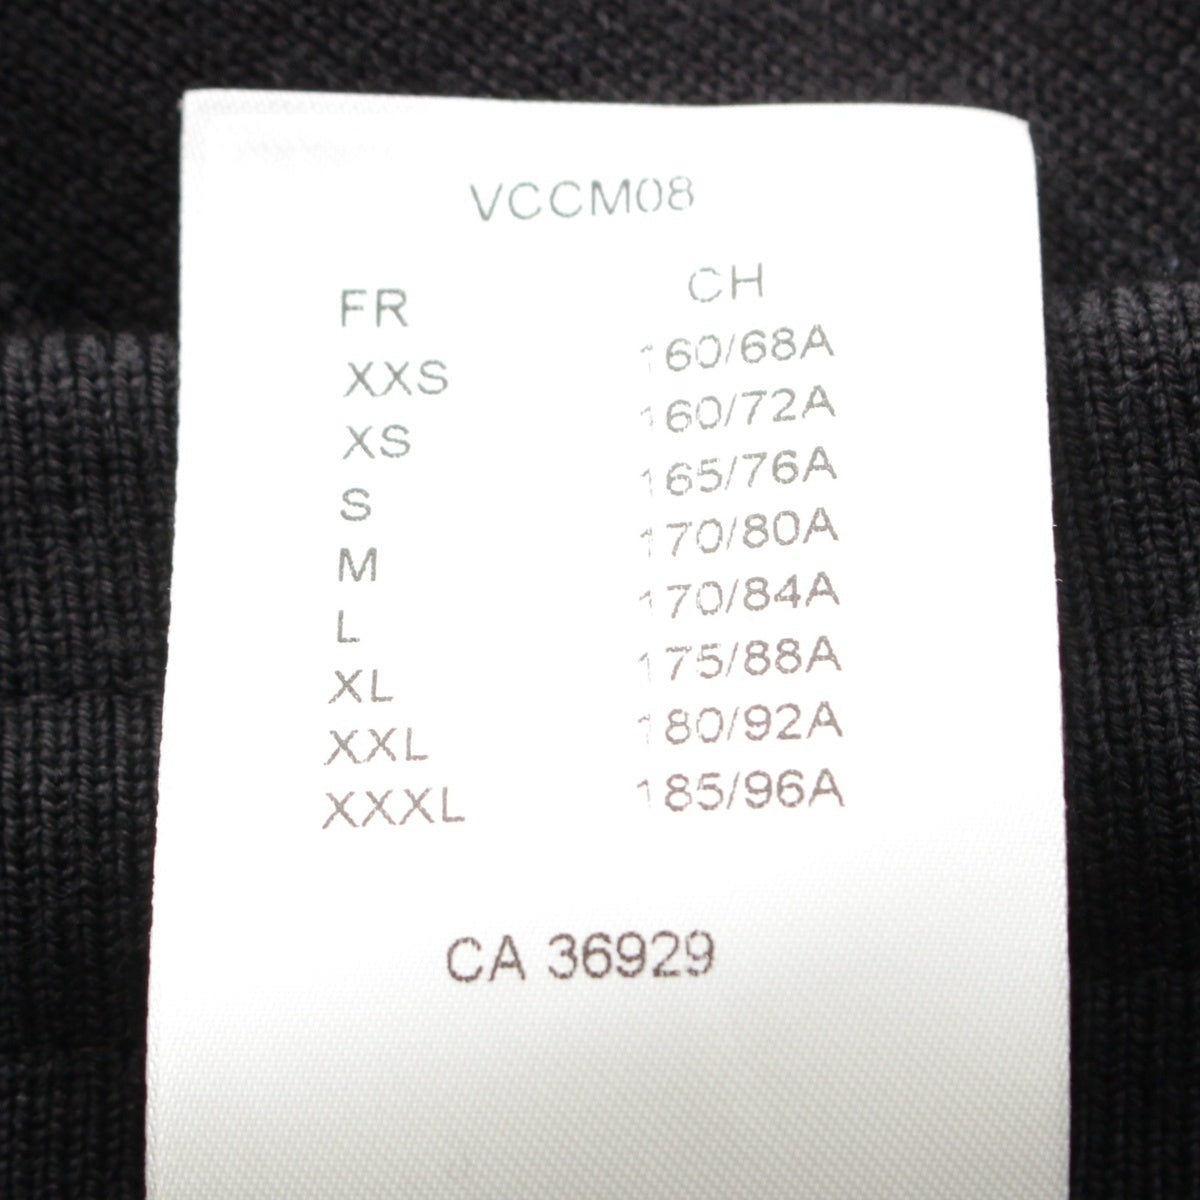 VCCM08
FR CH
XXS 160/68A
XS 160/72A
S 165/76A
M 170/80A
L 170/84A
XL 175/88A
XXL 180/92A
XXXL 185/96A
CA 36929